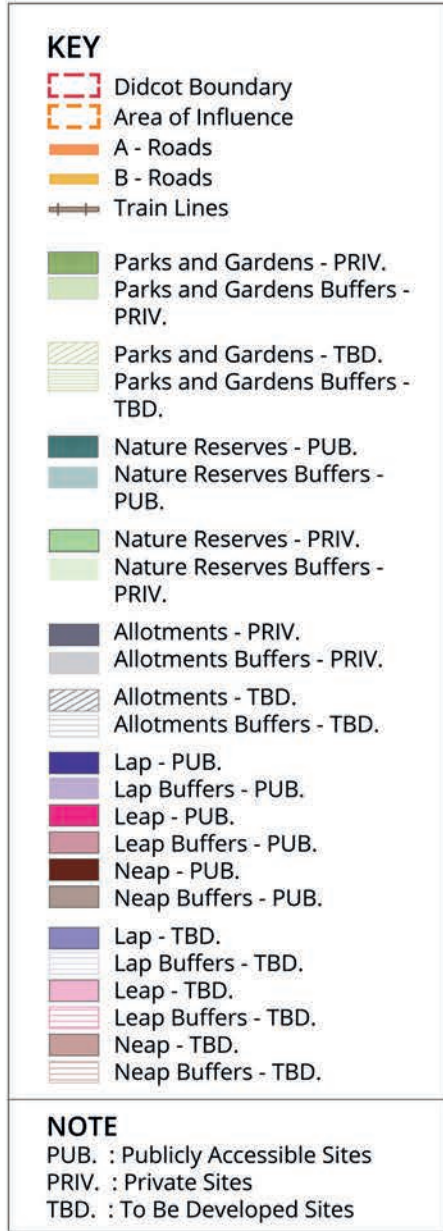 KEY
Didcot Boundary
Area of Influence
A - Roads
B - Roads
Train Lines
Parks and Gardens - PRIV.
Parks and Gardens Buffers -
PRIV.
Parks and Gardens - TBD.
Parks and Gardens Buffers -
TBD.
Nature Reserves - PUB.
Nature Reserves Buffers -
PUB.
Nature Reserves - PRIV.
Nature Reserves Buffers -
PRIV.
Allotments - PRIV.
Allotments Buffers - PRIV.
Allotments - TBD.
Allotments Buffers - TBD.
Lap - PUB.
Lap Buffers - PUB.
Leap - PUB.
Leap Buffers - PUB.
Neap - PUB.
Neap Buffers - PUB.
Lap - TBD.
Lap Buffers - TBD.
Leap - TBD.
Leap Buffers - TBD.
Neap - TBD.
Neap Buffers - TBD.
NOTE
PUB. : Publicly Accessible Sites
PRIV. : Private Sites
TBD. : To Be Developed Sites